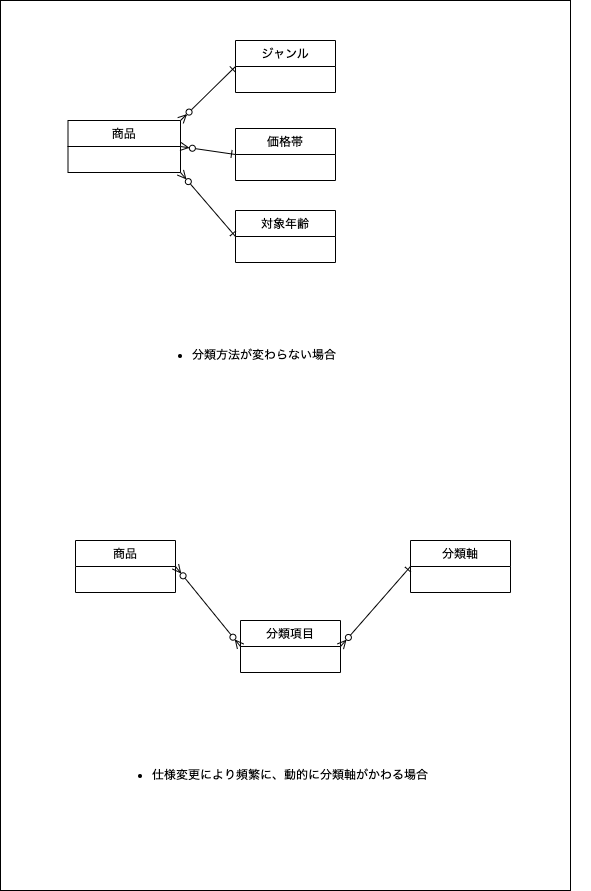 ジャンル
商品
価格帯
対象年齢
• 分類方法が変わらない場合
商品
分類軸
分類項目
• 仕様変更により頻繁に、動的に分類軸がかわる場合